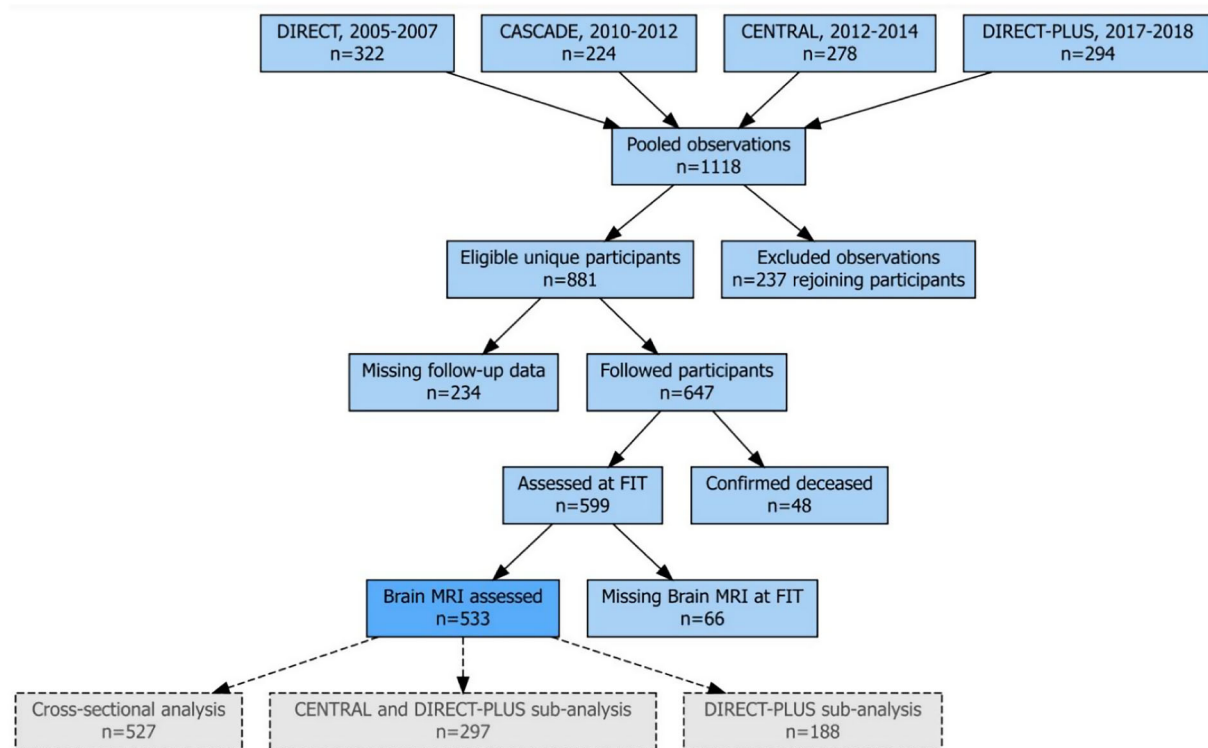 DIRECT, 2005-2007
n=322
CASCADE, 2010-2012
n=224
CENTRAL, 2012-2014
n=278
DIRECT-PLUS, 2017-2018
n=294
Pooled observations
n=1118
Eligible unique participants
n=881
Excluded observations
n=237 rejoining participants
Missing follow-up data
n=234
Followed participants
n=647
Assessed at FIT
n=599
Confirmed deceased
n=48
Brain MRI assessed
n=533
Missing Brain MRI at FIT
n=66
Cross-sectional analysis
n=527
CENTRAL and DIRECT-PLUS sub-analysis
n=297
DIRECT-PLUS sub-analysis
n=188